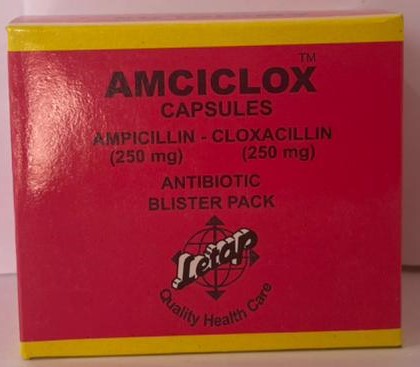 AMCICLOX™
CAPSULES
AMPICILLIN - CLOXACILLIN
(250 mg) (250 mg)
ANTIBIOTIC
BLISTER PACK
Letap
Quality Health Care